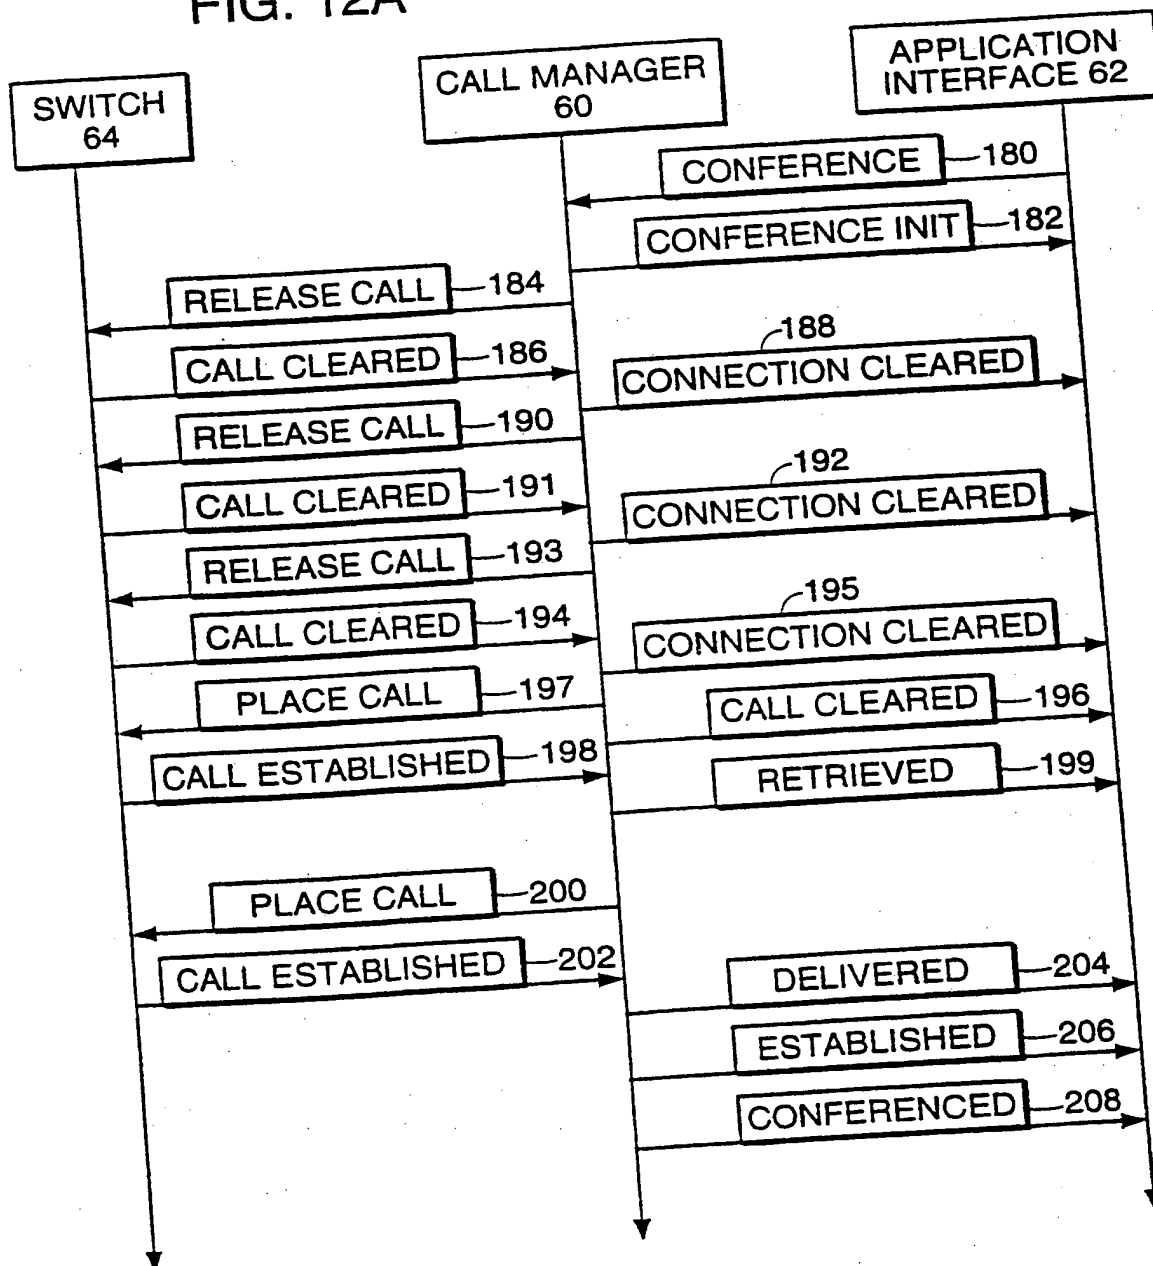 FIG. 12A
SWITCH
64
CALL MANAGER
60
APPLICATION
INTERFACE 62
CONFERENCE
180
CONFERENCE INIT
182
RELEASE CALL
184
CALL CLEARED
186
188
CONNECTION CLEARED
RELEASE CALL
190
CALL CLEARED
191
192
CONNECTION CLEARED
RELEASE CALL
193
CALL CLEARED
194
195
CONNECTION CLEARED
PLACE CALL
197
CALL CLEARED
196
CALL ESTABLISHED
198
RETRIEVED
199
PLACE CALL
200
CALL ESTABLISHED
202
DELIVERED
204
ESTABLISHED
206
CONFERENCED
208